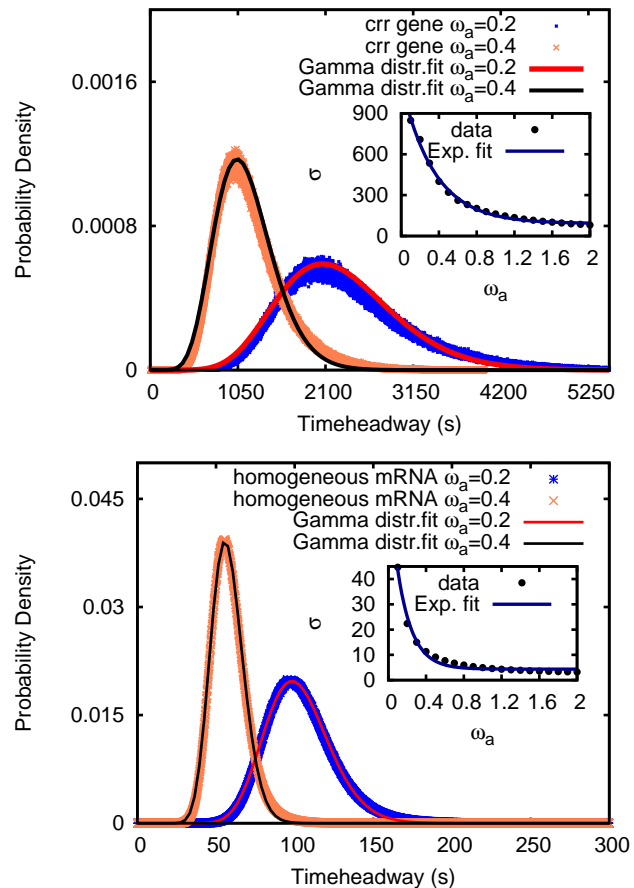 crr gene ωa=0.2
crr gene ωa=0.4
Gamma distr.fit ωa=0.2
Gamma distr.fit ωa=0.4
0.0016
0.0008
0
Probability Density
0 1050 2100 3150 4200 5250
Timeheadway (s)
900
600
300
0
σ
data
Exp. fit
0 0.4 0.8 1.2 1.6 2
ωa
homogeneous mRNA ωa=0.2
homogeneous mRNA ωa=0.4
Gamma distr.fit ωa=0.2
Gamma distr.fit ωa=0.4
0.045
0.03
0.015
0
Probability Density
0 50 100 150 200 250 300
Timeheadway (s)
40
30
20
10
0
σ
data
Exp. fit
0 0.4 0.8 1.2 1.6 2
ωa